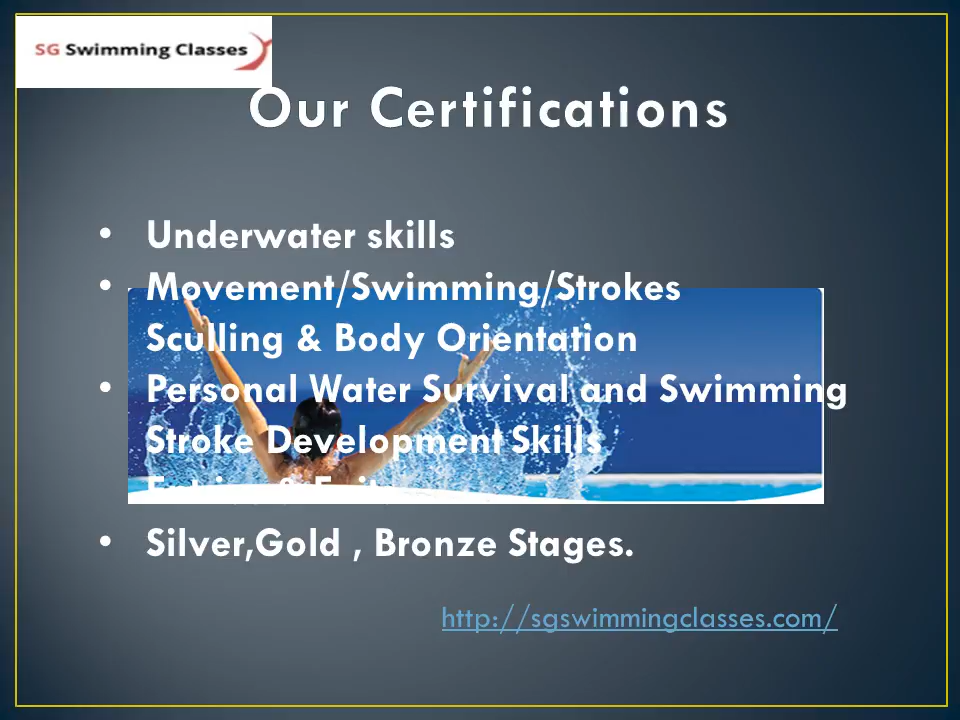 SG Swimming Classes
Our Certifications
• Underwater skills
• Movement/Swimming/Strokes
Sculling & Body Orientation
• Personal Water Survival and Swimming
Stroke Development Skills
• Silver,Gold , Bronze Stages.
http://sgswimmingclasses.com/